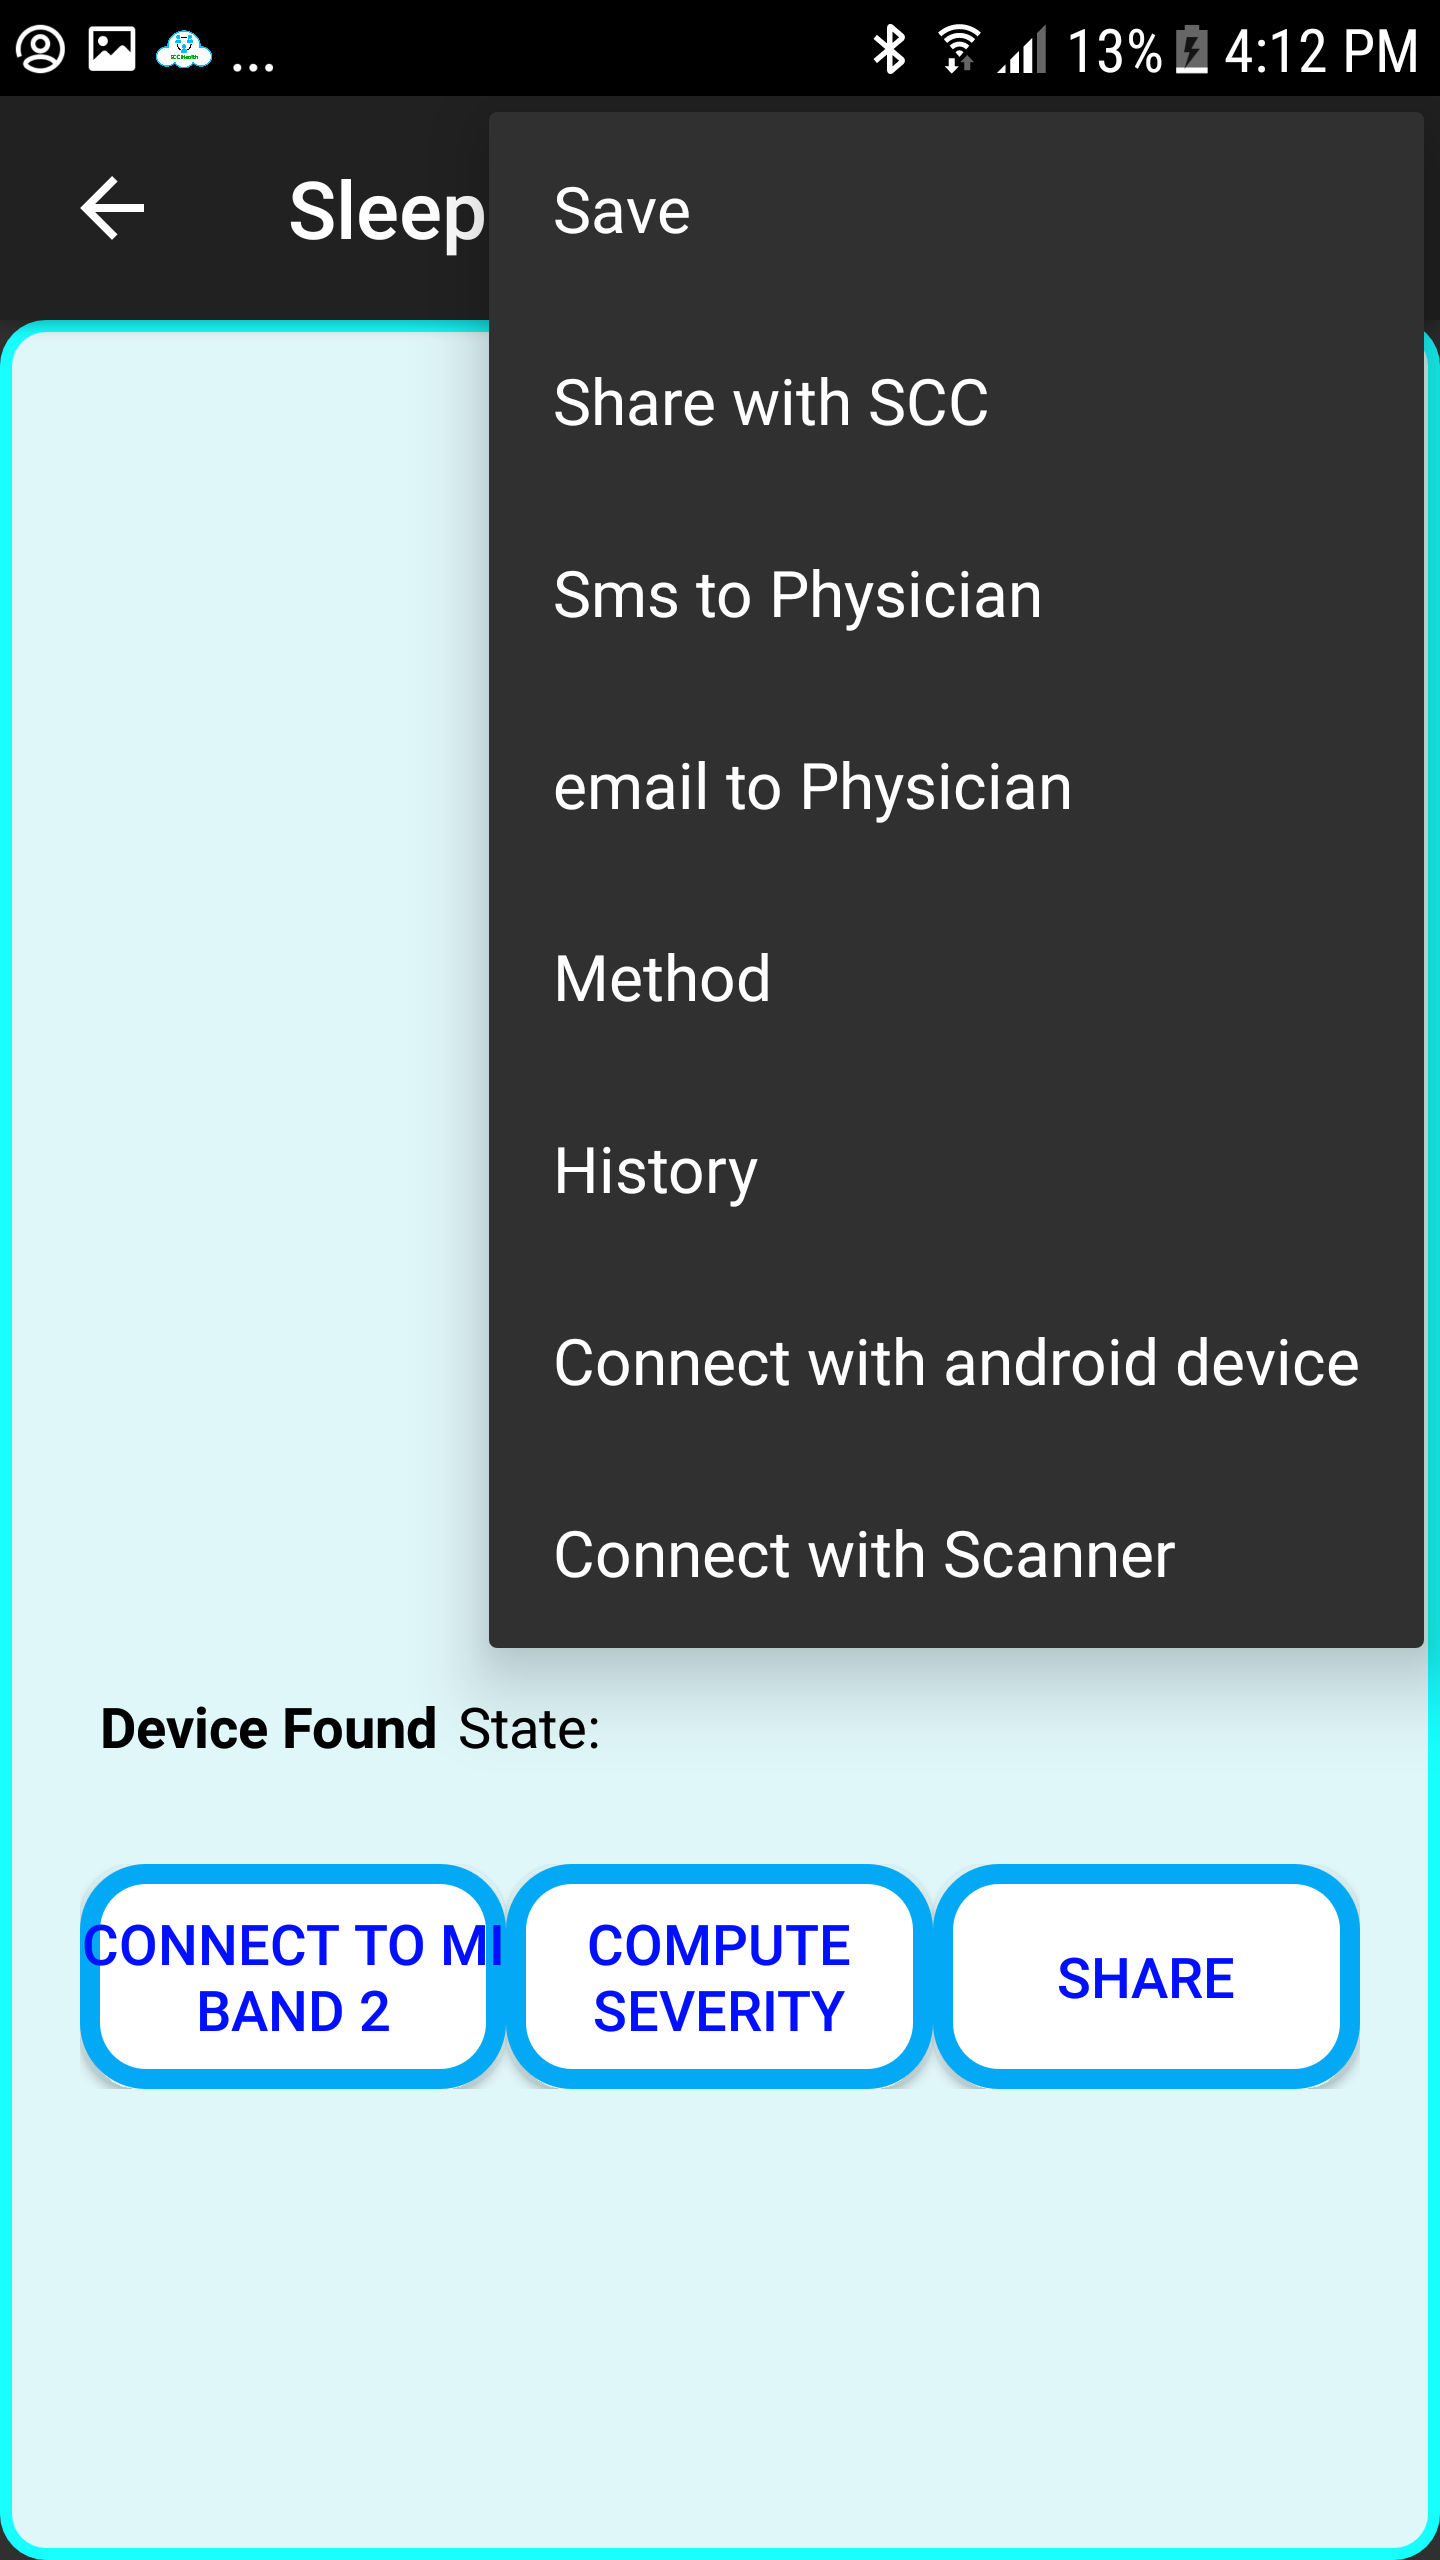 ... 13% 4:12 PM
Sleep
Save
Share with SCC
Sms to Physician
email to Physician
Method
History
Connect with android device
Connect with Scanner
Device Found State:
CONNECT TO MI
BAND 2
COMPUTE
SEVERITY
SHARE